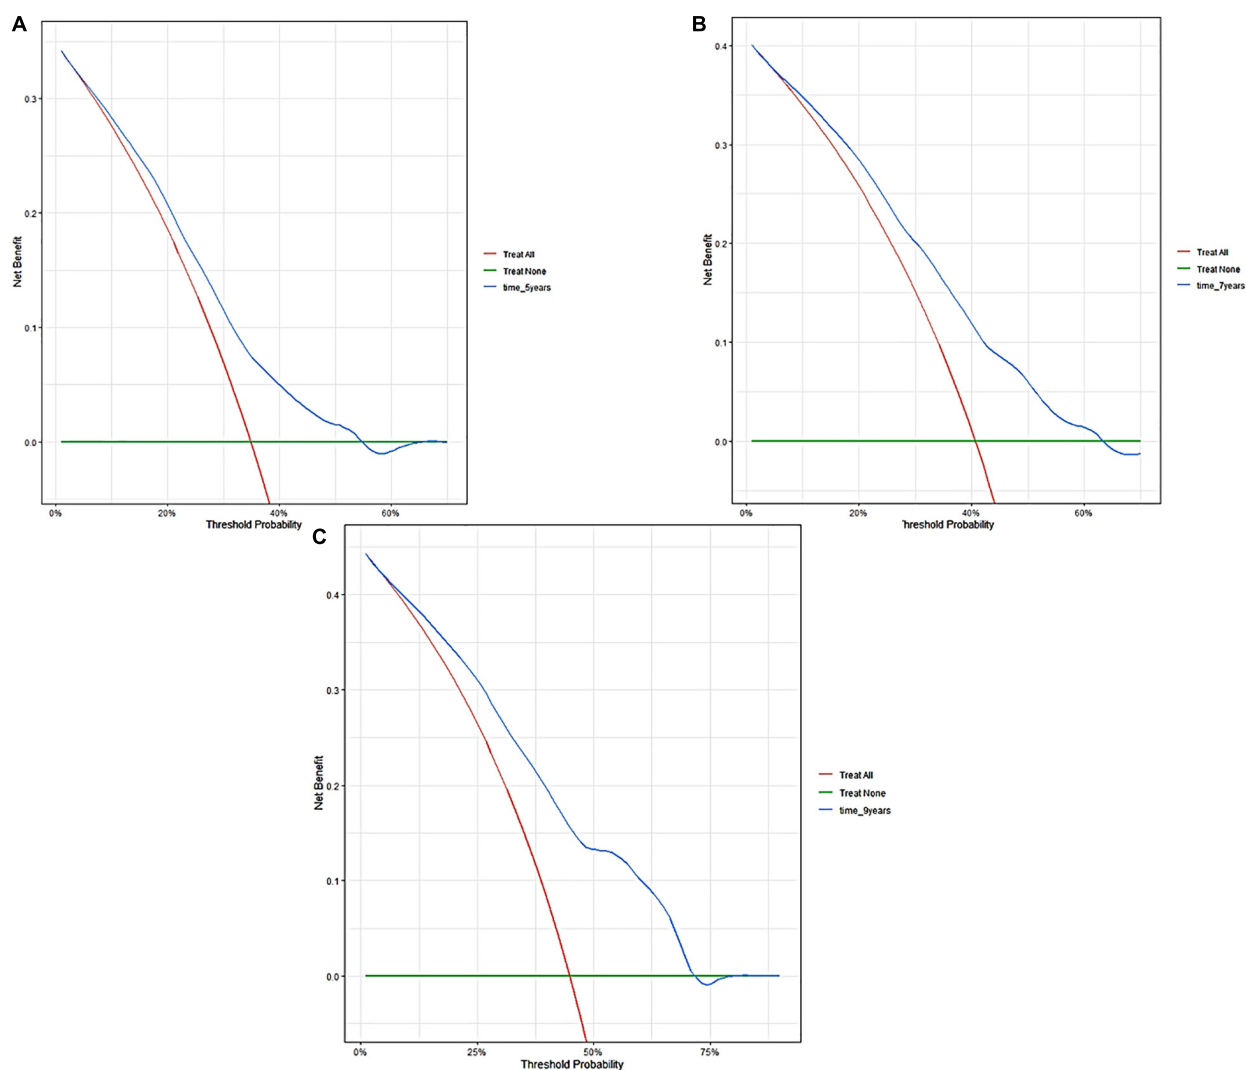 A
Net Benefit
0.3
0.2
0.1
0.0
0%
20%
40%
60%
Threshold Probability
Treat All
Treat None
time_5years
B
Net Benefit
0.4
0.3
0.2
0.1
0.0
0%
20%
40%
60%
Threshold Probability
Treat All
Treat None
time_7years
C
Net Benefit
0.4
0.3
0.2
0.1
0.0
0%
25%
50%
75%
Threshold Probability
Treat All
Treat None
time_9years